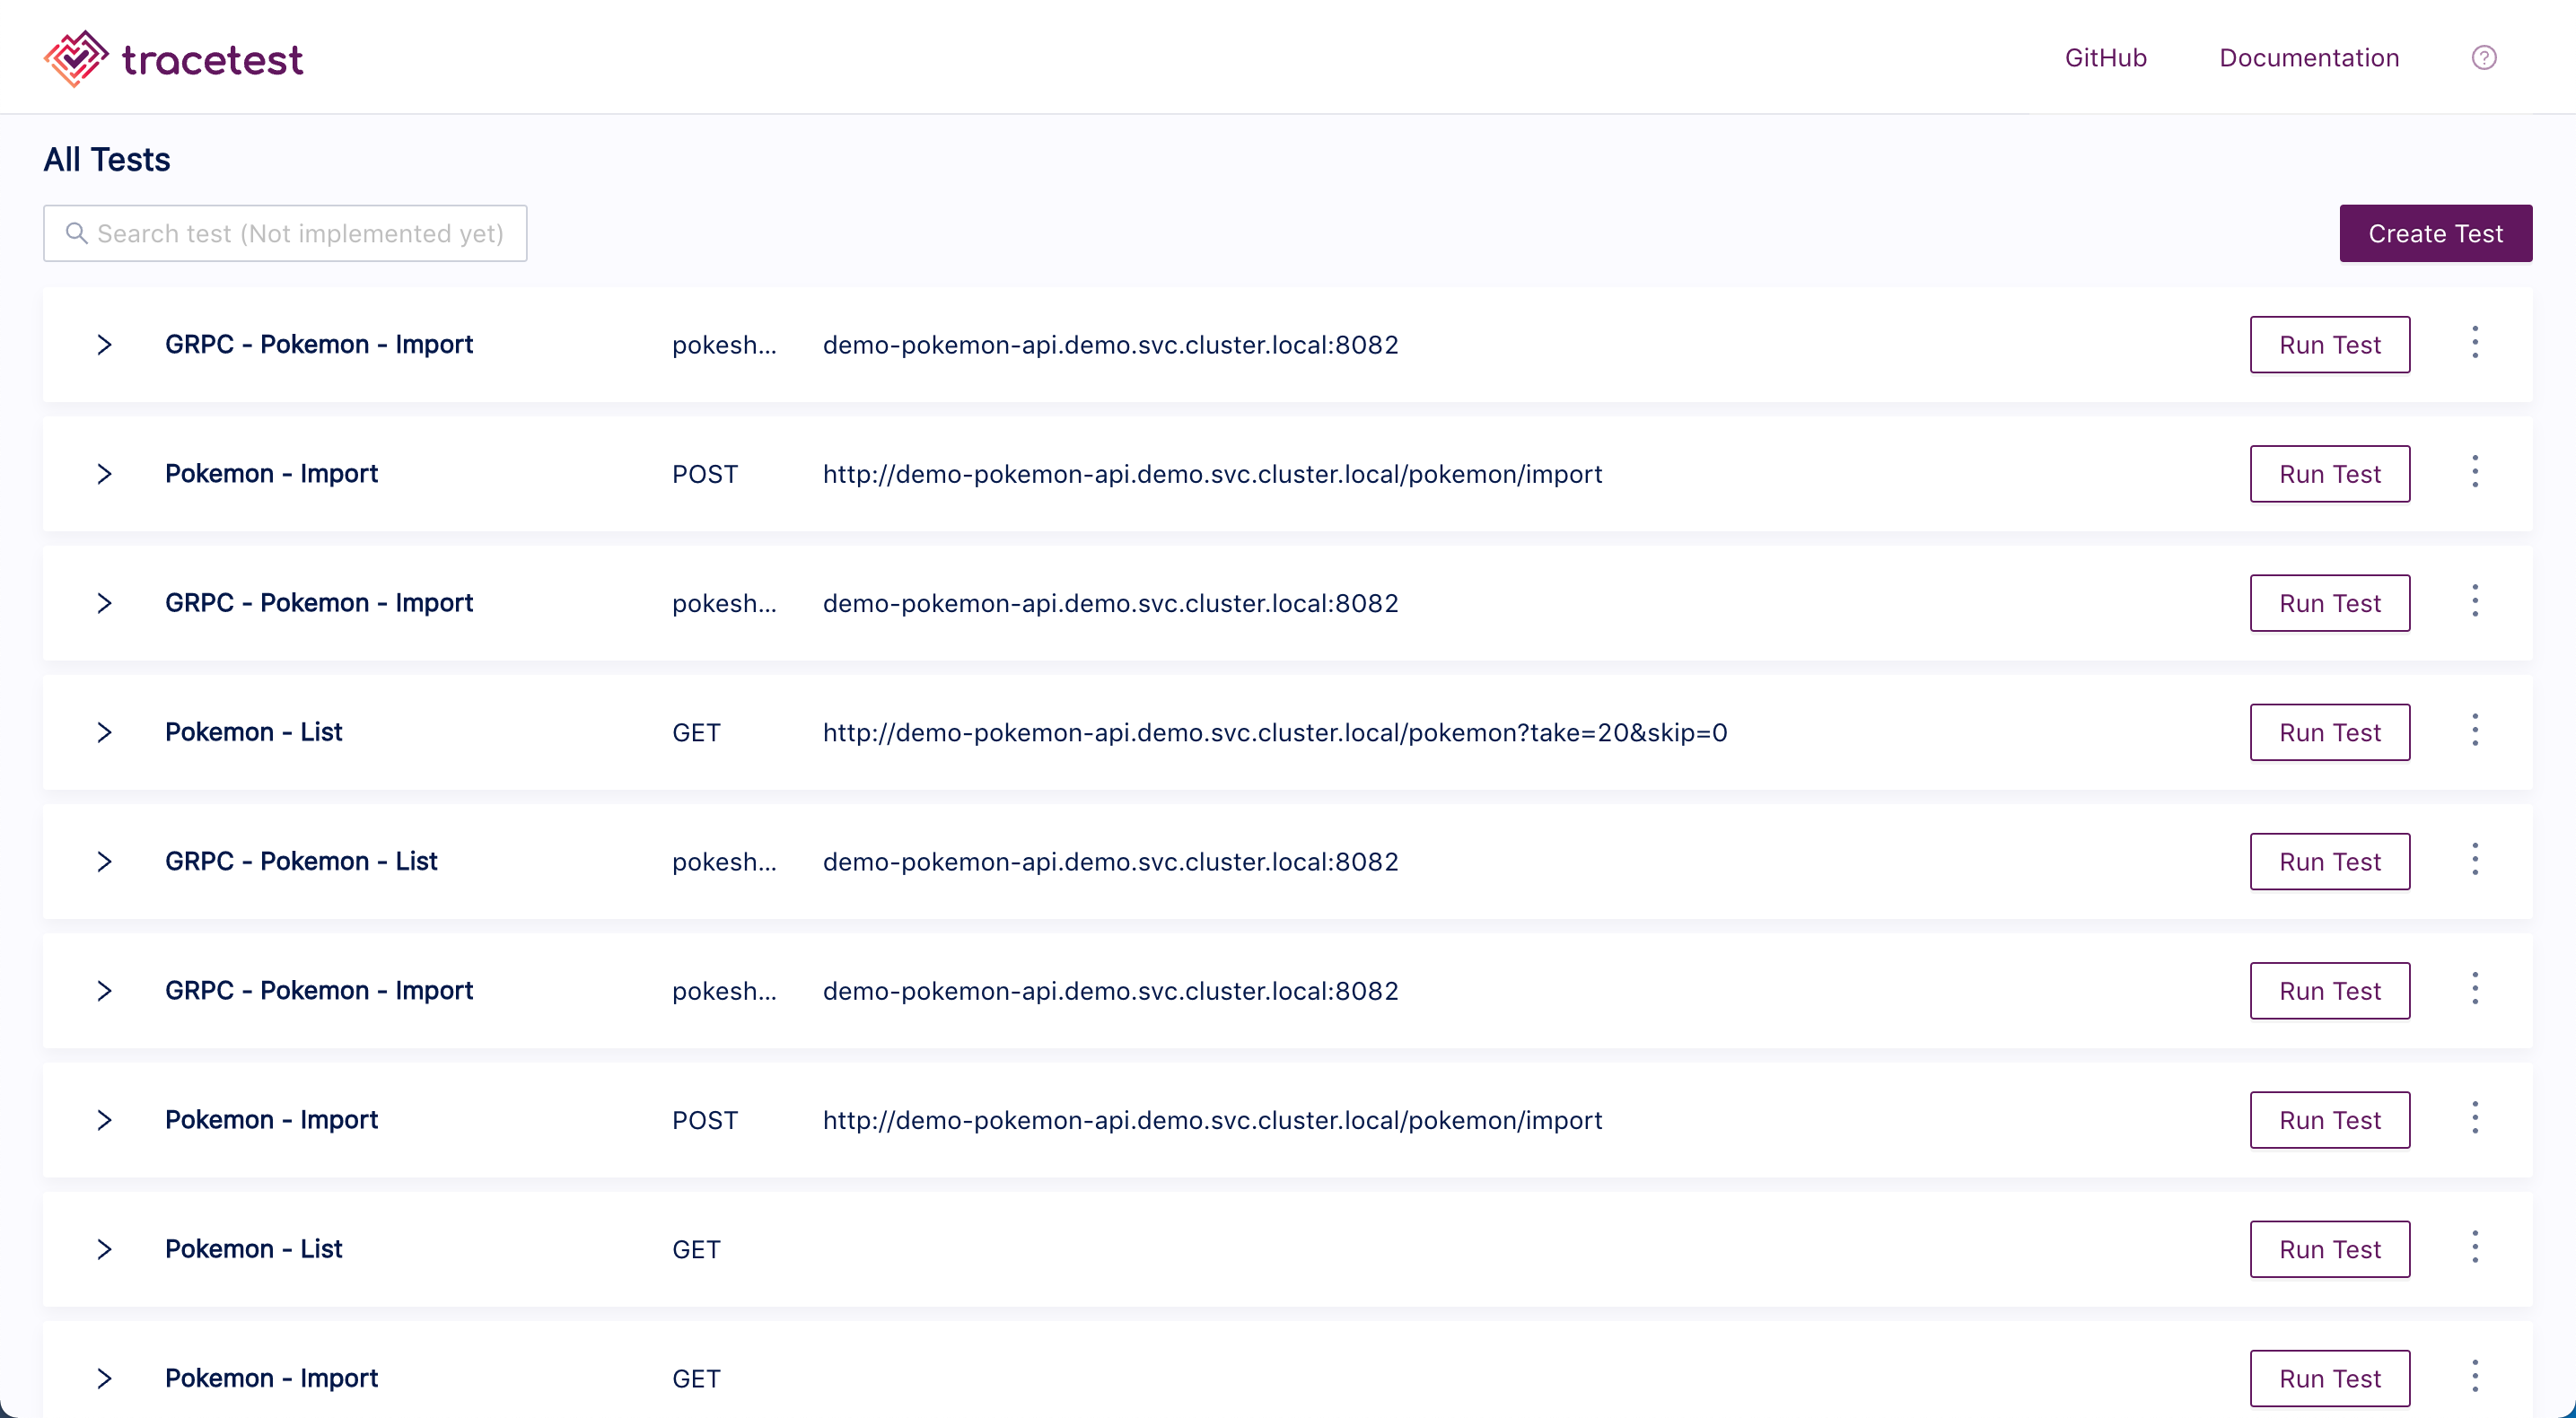 tracetest
GitHub Documentation ?
All Tests
Search test (Not implemented yet) Create Test
GRPC - Pokemon - Import pokesh... demo-pokemon-api.demo.svc.cluster.local:8082 Run Test
Pokemon - Import POST http://demo-pokemon-api.demo.svc.cluster.local/pokemon/import Run Test
GRPC - Pokemon - Import pokesh... demo-pokemon-api.demo.svc.cluster.local:8082 Run Test
Pokemon - List GET http://demo-pokemon-api.demo.svc.cluster.local/pokemon?take=20&skip=0 Run Test
GRPC - Pokemon - List pokesh... demo-pokemon-api.demo.svc.cluster.local:8082 Run Test
GRPC - Pokemon - Import pokesh... demo-pokemon-api.demo.svc.cluster.local:8082 Run Test
Pokemon - Import POST http://demo-pokemon-api.demo.svc.cluster.local/pokemon/import Run Test
Pokemon - List GET Run Test
Pokemon - Import GET Run Test